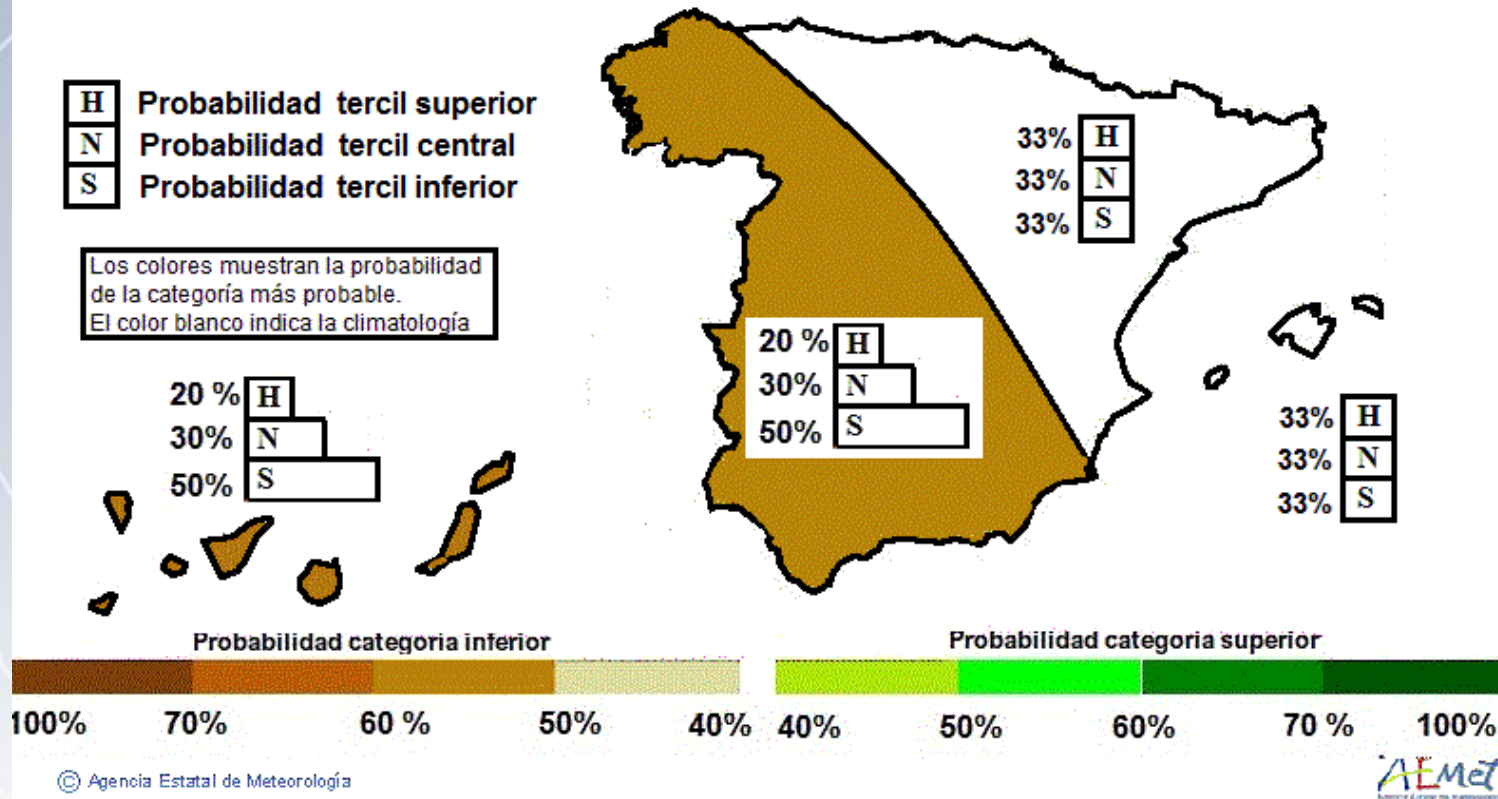 H Probabilidad tercil superior
N Probabilidad tercil central
S Probabilidad tercil inferior
Los colores muestran la probabilidad
de la categoría más probable.
El color blanco indica la climatología
20 % H
30% N
50% S
20 % H
30% N
50% S
33% H
33% N
33% S
33% H
33% N
33% S
Probabilidad categoria inferior
100% 70% 60 % 50% 40%
Probabilidad categoria superior
40% 50% 60% 70 % 100%
© Agencia Estatal de Meteorología
AEMet